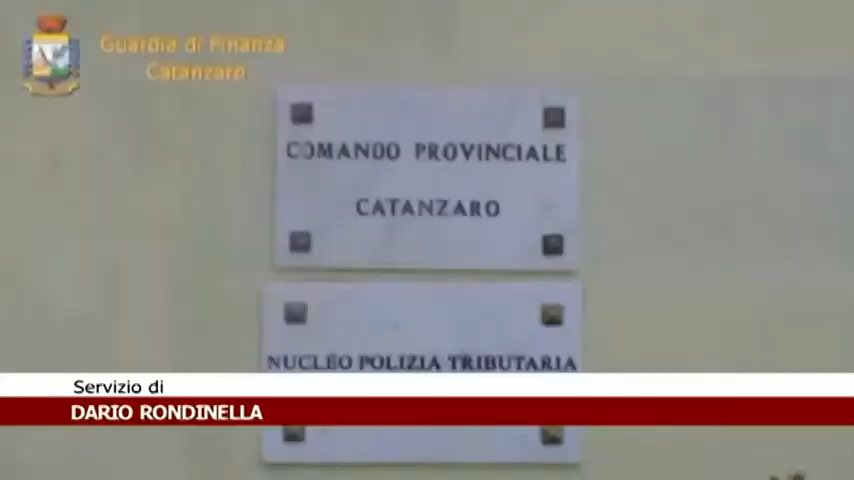 Guardia di Finanza
Catanzaro
COMANDO PROVINCIALE
CATANZARO
NUCLEO POLIZIA TRIBUTARIA
Servizio di
DARIO RONDINELLA